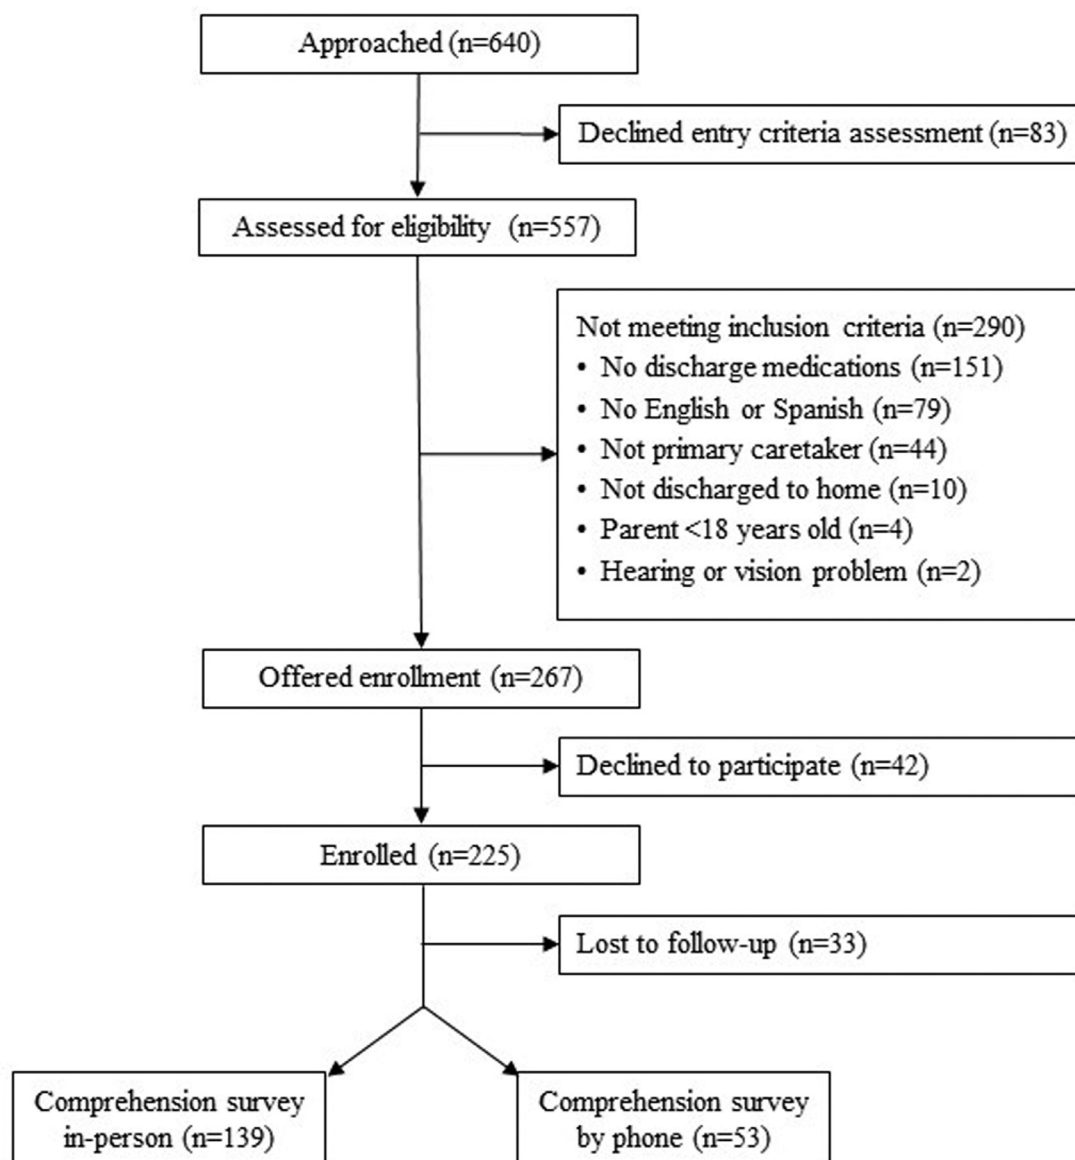 Approached (n=640)
Declined entry criteria assessment (n=83)
Assessed for eligibility (n=557)
Not meeting inclusion criteria (n=290)
• No discharge medications (n=151)
• No English or Spanish (n=79)
• Not primary caretaker (n=44)
• Not discharged to home (n=10)
• Parent <18 years old (n=4)
• Hearing or vision problem (n=2)
Offered enrollment (n=267)
Declined to participate (n=42)
Enrolled (n=225)
Lost to follow-up (n=33)
Comprehension survey
in-person (n=139)
Comprehension survey
by phone (n=53)